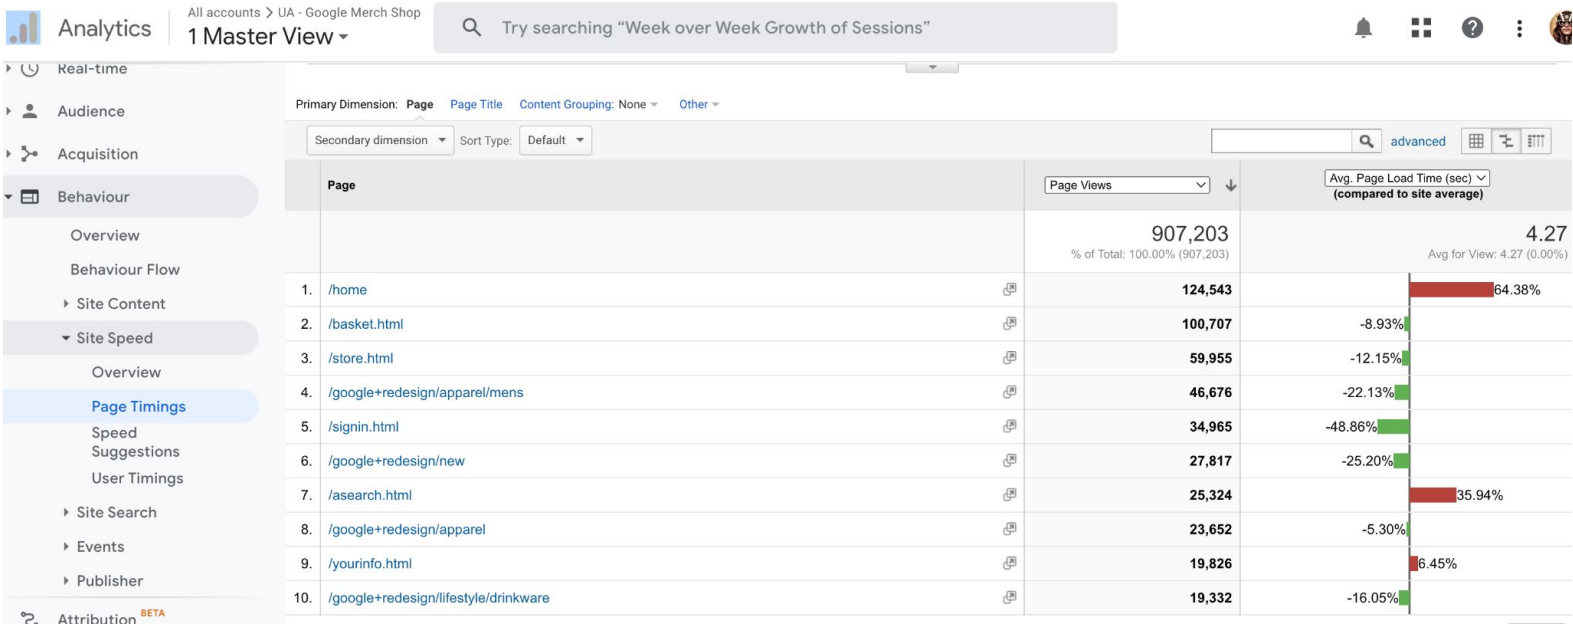 All accounts > UA - Google Merch Shop
Analytics
1 Master View
Try searching “Week over Week Growth of Sessions”
Real-time
Audience
Acquisition
Behaviour
Overview
Behaviour Flow
Site Content
Site Speed
Overview
Page Timings
Speed
Suggestions
User Timings
Site Search
Events
Publisher
Attribution BETA
Primary Dimension: Page Page Title Content Grouping: None Other
Secondary dimension Sort Type: Default advanced
Page Page Views Avg. Page Load Time (sec)
(compared to site average)
907,203 4.27
% of Total: 100.00% (907,203) Avg for View: 4.27 (0.00%)
1. /home 124,543 64.38%
2. /basket.html 100,707 -8.93%
3. /store.html 59,955 -12.15%
4. /google+redesign/apparel/mens 46,676 -22.13%
5. /signin.html 34,965 -48.86%
6. /google+redesign/new 27,817 -25.20%
7. /asearch.html 25,324 35.94%
8. /google+redesign/apparel 23,652 -5.30%
9. /yourinfo.html 19,826 6.45%
10. /google+redesign/lifestyle/drinkware 19,332 -16.05%